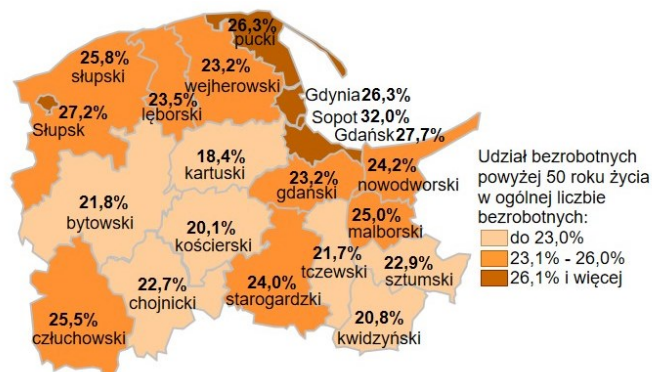 26,3%
pucki
25,8%
słupski
23,2%
wejherowski
Gdynia 26,3%
Sopot 32,0%
Gdańsk 27,7%
27,2%
Słupsk
23,5%
lęborski
18,4%
kartuski
23,2%
gdański
24,2%
nowodworski
21,8%
bytowski
20,1%
kościerski
25,0%
malborski
21,7%
tczewski
22,9%
sztumski
22,7%
chojnicki
24,0%
starogardzki
25,5%
człuchowski
20,8%
kwidzyński
Udział bezrobotnych
powyżej 50 roku życia
w ogólnej liczbie
bezrobotnych:
do 23,0%
23,1% - 26,0%
26,1% i więcej